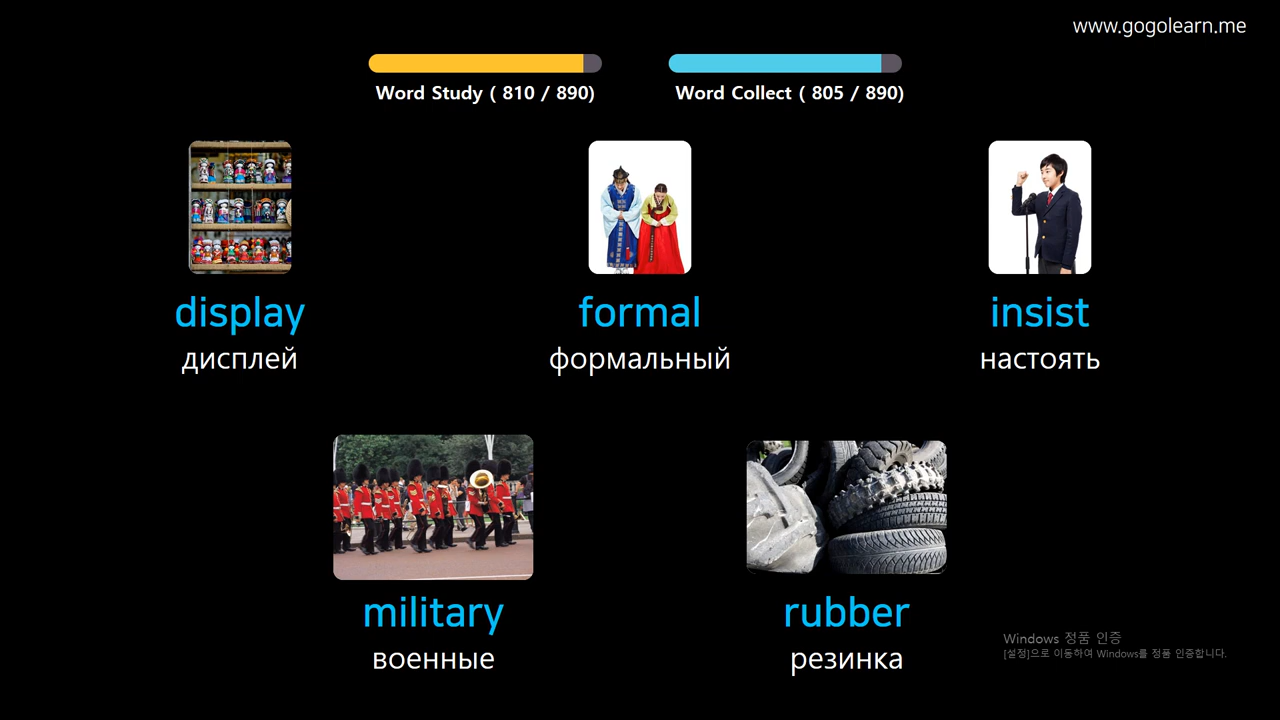 www.gogolearn.me
Word Study ( 810 / 890)
Word Collect ( 805 / 890)
display
дисплей
formal
формальный
insist
настоять
military
военные
rubber
резинка
Windows 정품 인증
[설정]으로 이동하여 Windows를 정품 인증합니다.